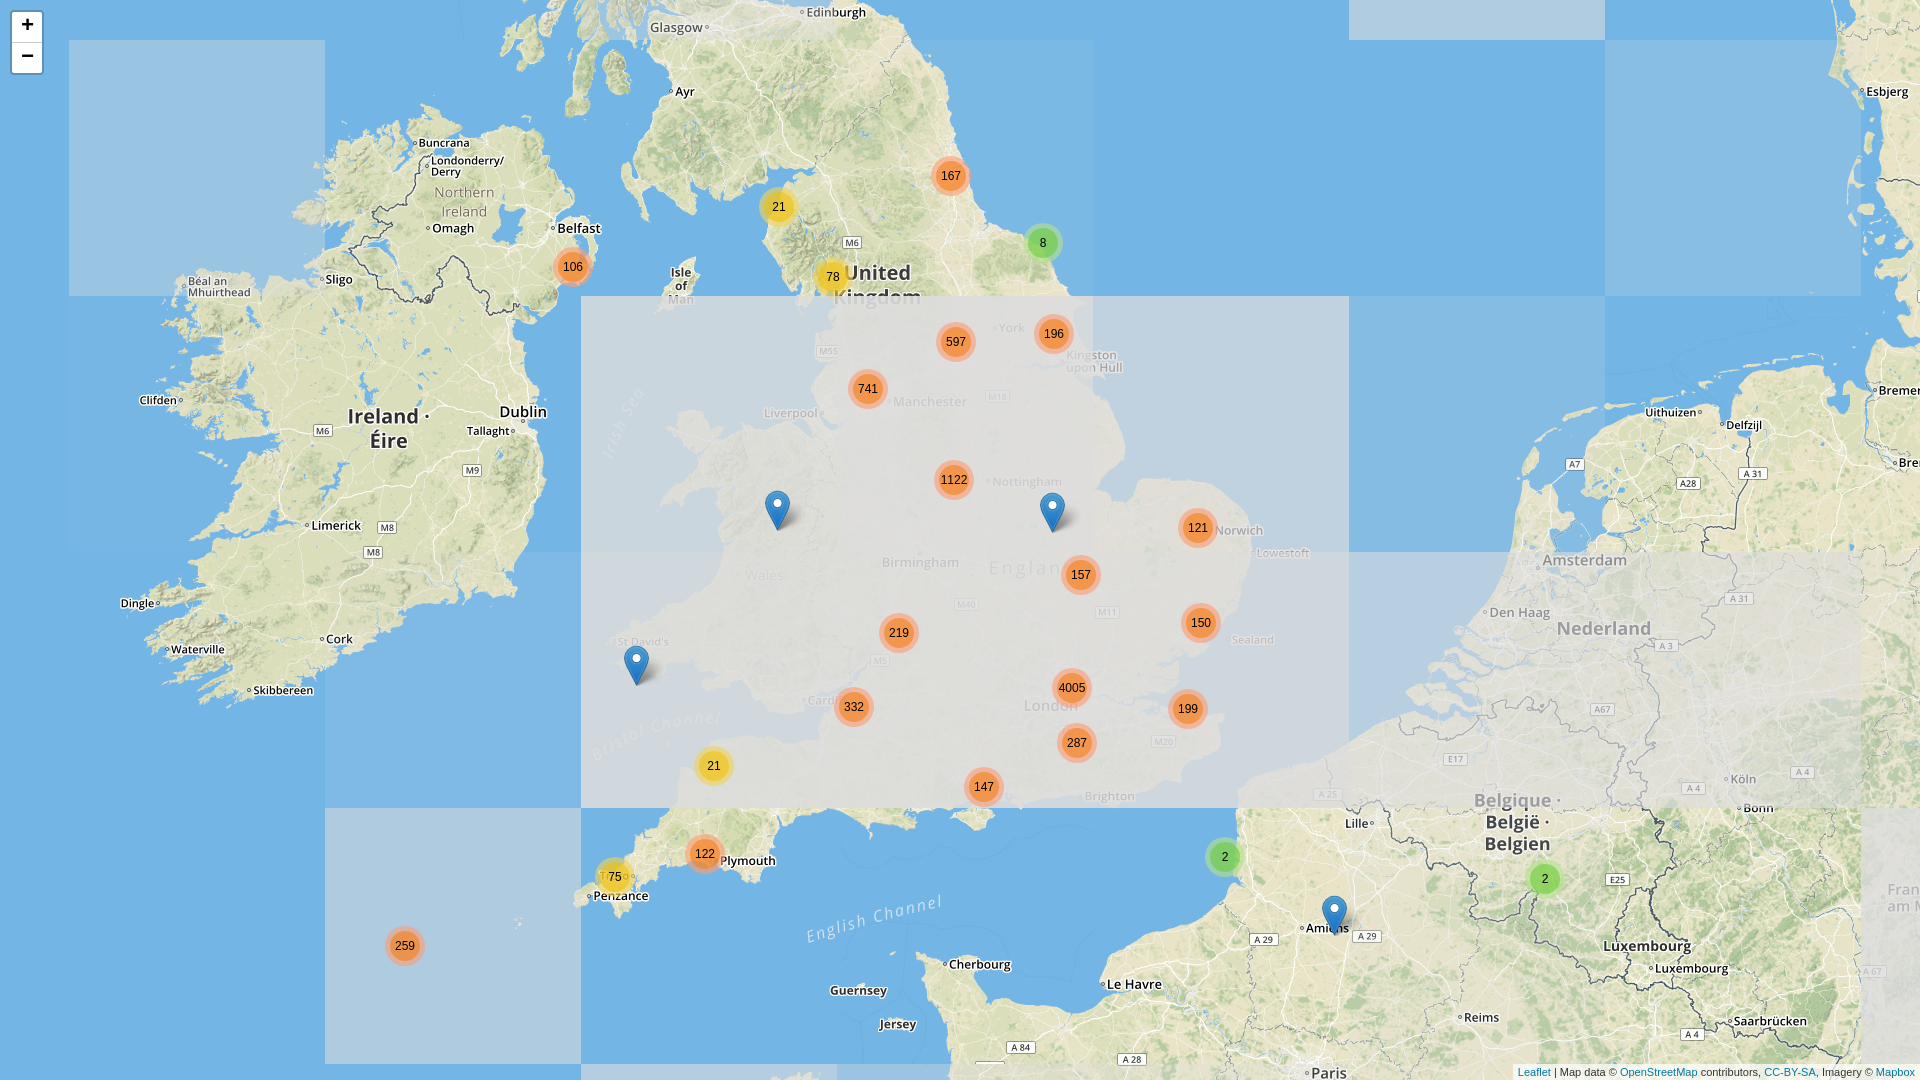 +
−
Edinburgh
Glasgow
Ayr
Esbjerg
Buncrana
Londonderry/
Derry
Northern
Ireland
Omagh
Belfast
167
21
8
M6
106
78
United
Kingdom
Isle
of
Man
Sligo
Béal an
Mhuirthead
York
196
597
M55
Kingston
upon Hull
741
Manchester
M18
Liverpool
Irish Sea
Clifden
Ireland ·
Éire
M6
Dublin
Tallaght
M9
Uithuizen
Delfzijl
Bremer
A7
A 31
A28
Bre
1122
Nottingham
Limerick
M8
M8
121
Norwich
Lowestoft
Birmingham
Englan
Wales
157
Amsterdam
A 31
Den Haag
Nederland
A 3
M40
M11
219
150
Sealand
M5
St David's
Dingle
Cork
Waterville
Skibbereen
4005
London
Cardi
332
199
A67
Bristol Channel
287
M20
E17
21
147
Brighton
A 25
A 4
Köln
A 4
Bonn
Belgique ·
België ·
Belgien
Lille
122
Plymouth
75
Penzance
2
2
E25
Fran
am M
English Channel
259
Amiens
A 29
A 29
Luxembourg
Luxembourg
A 67
Cherbourg
Le Havre
Guernsey
Jersey
Reims
Saarbrücken
A 4
A 84
A 28
Paris
Leaflet | Map data © OpenStreetMap contributors, CC-BY-SA, Imagery © Mapbox